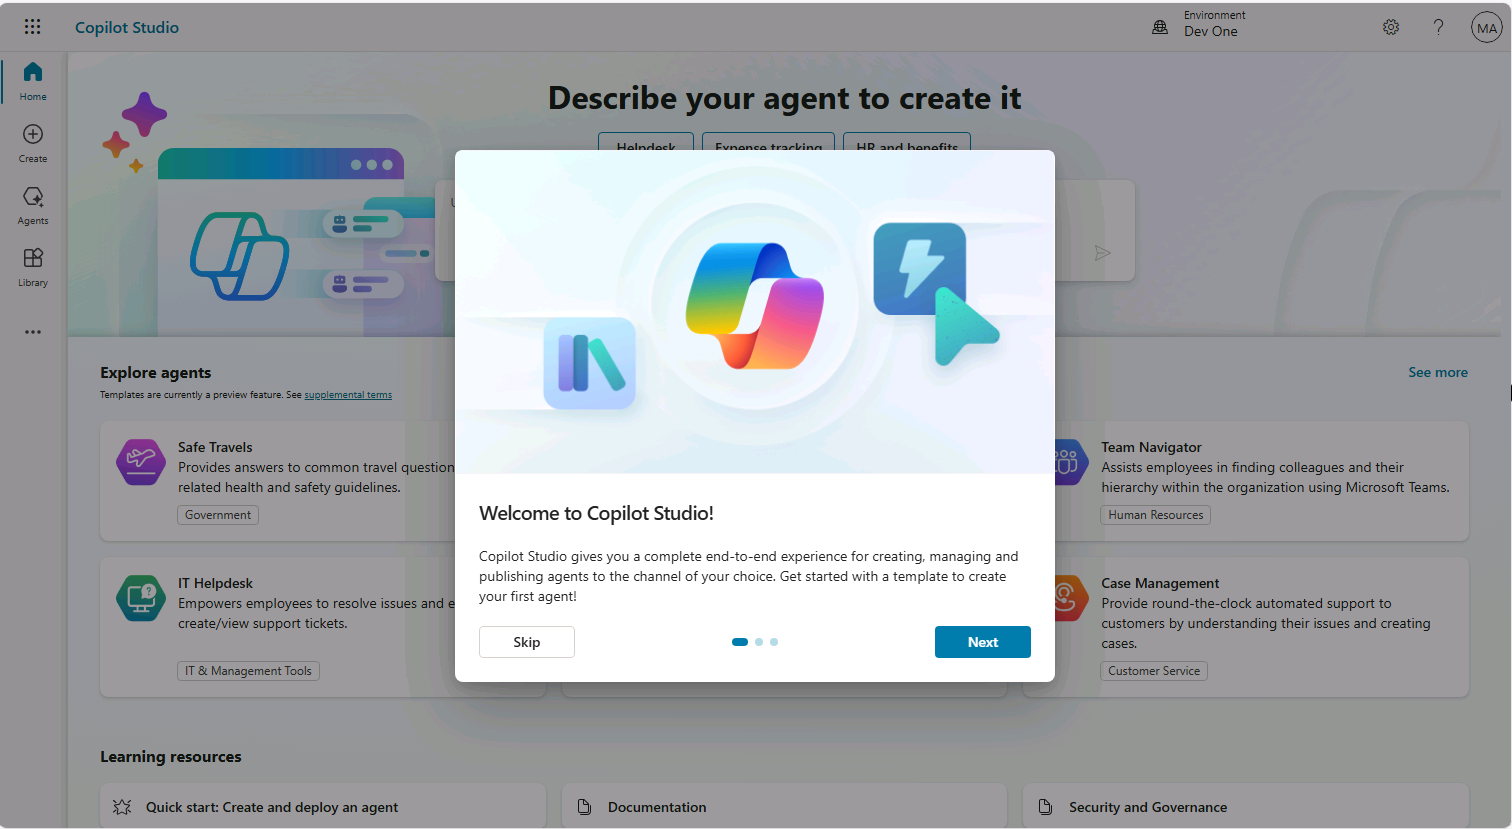 Copilot Studio
Environment
Dev One
MA
Home
Create
Agents
Library
Describe your agent to create it
Helpdesk
Expense tracking
HR and benefits
Explore agents
See more
Templates are currently a preview feature. See supplemental terms
Safe Travels
Provides answers to common travel question
related health and safety guidelines.
Government
Team Navigator
Assists employees in finding colleagues and their
hierarchy within the organization using Microsoft Teams.
Human Resources
IT Helpdesk
Empowers employees to resolve issues and e
create/view support tickets.
IT & Management Tools
Case Management
Provide round-the-clock automated support to
customers by understanding their issues and creating
cases.
Customer Service
Welcome to Copilot Studio!
Copilot Studio gives you a complete end-to-end experience for creating, managing and
publishing agents to the channel of your choice. Get started with a template to create
your first agent!
Skip
Next
Learning resources
Quick start: Create and deploy an agent
Documentation
Security and Governance